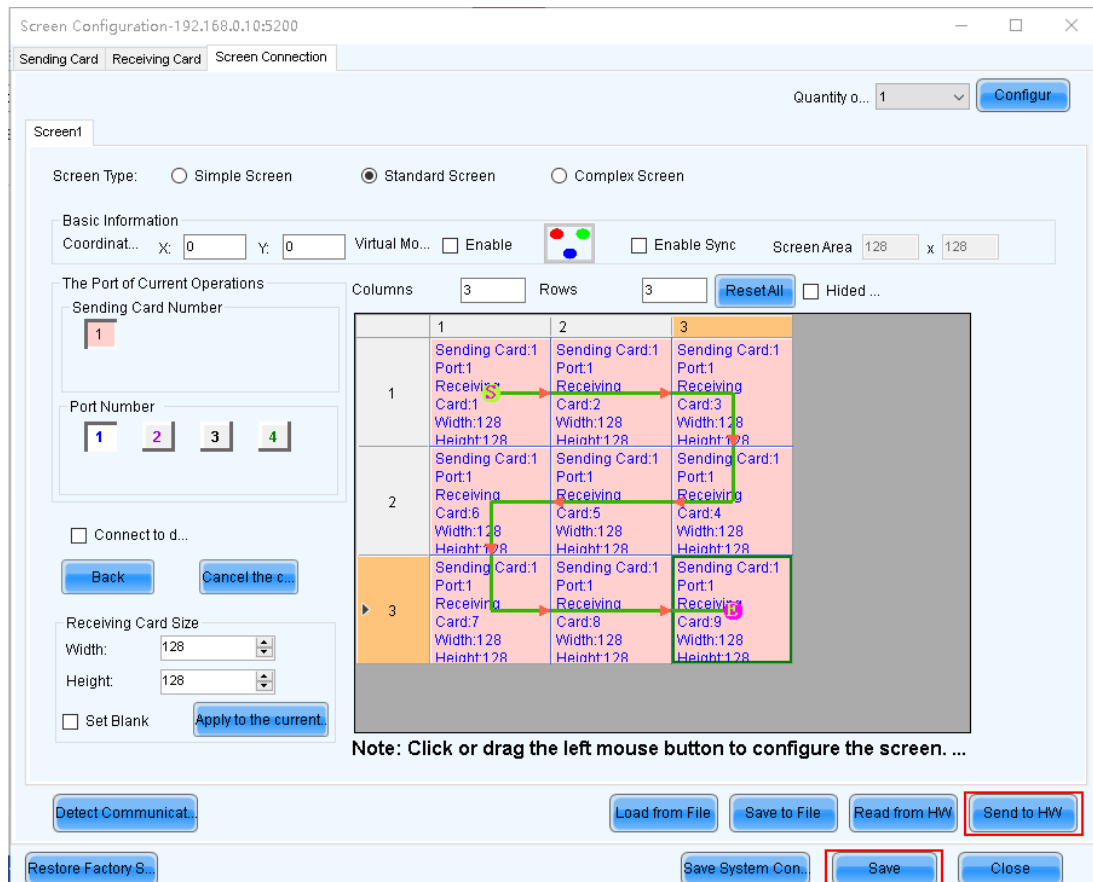 Screen Configuration-192.168.0.10:5200
Sending Card Receiving Card Screen Connection
Quantity o... 1 Configur
Screen1
Screen Type: Simple Screen Standard Screen Complex Screen
Basic Information
Coordinat... X: 0 Y: 0 Virtual Mo... Enable Enable Sync Screen Area 128 x 128
The Port of Current Operations
Columns 3 Rows 3 ResetAll Hided ...
Sending Card Number
1
Port Number
1 2 3 4
Connect to d...
Back Cancel the c...
Receiving Card Size
Width: 128
Height: 128
Set Blank Apply to the current.
1 2 3
1
Sending Card:1 Sending Card:1 Sending Card:1
Port:1 Port:1 Port:1
Receiving Receiving Receiving
S
Card:1 Card:2 Card:3
Width:128 Width:128 Width:128
Height:128 Height:128 Height:128
2
Sending Card:1 Sending Card:1 Sending Card:1
Port:1 Port:1 Port:1
Receiving Receiving Receiving
Card:6 Card:5 Card:4
Width:128 Width:128 Width:128
Height:128 Height:128 Height:128
3
Sending Card:1 Sending Card:1 Sending Card:1
Port:1 Port:1 Port:1
Receiving Receiving Receiving
E
Card:7 Card:8 Card:9
Width:128 Width:128 Width:128
Height:128 Height:128 Height:128
Note: Click or drag the left mouse button to configure the screen. ...
Detect Communicat... Load from File Save to File Read from HW Send to HW
Restore Factory S... Save System Con... Save Close